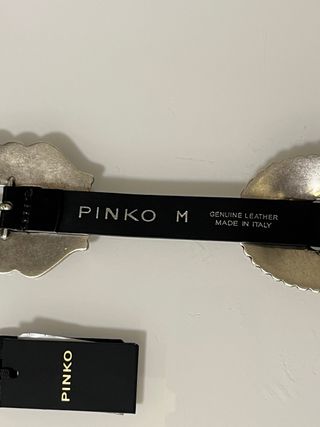 PINKO M
GENUINE LEATHER
MADE IN ITALY
PINKO